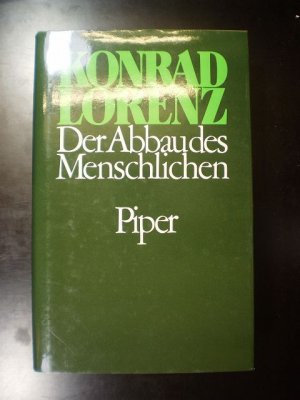 KONRAD
LORENZ
Der Abbau des
Menschlichen
Piper